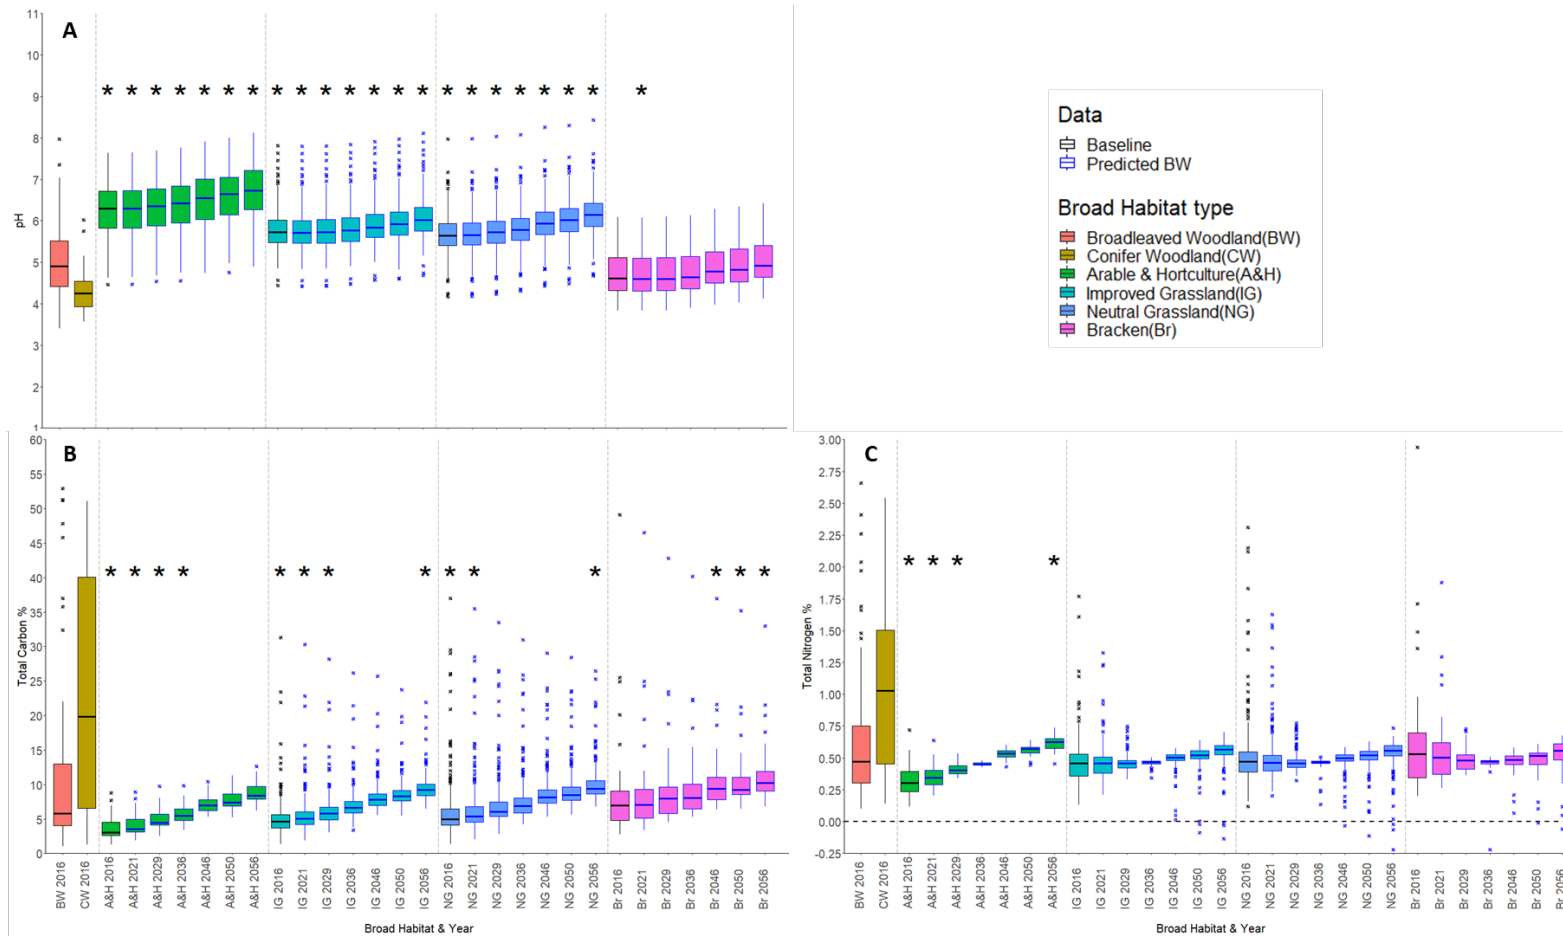 A
11
10
9
8
7
6
5
4
3
2
1
pH
* * * * * * * * * * * * * * * * * * * * * *
Data
Baseline
Predicted BW
Broad Habitat type
Broadleaved Woodland(BW)
Conifer Woodland(CW)
Arable & Hortculture(A&H)
Improved Grassland(IG)
Neutral Grassland(NG)
Bracken(Br)
B
60
55
50
45
40
35
30
25
20
15
10
5
0
Total Carbon %
* * * * * * * * * * * * * *
BW 2016
CW 2016
A&H 2016
A&H 2021
A&H 2029
A&H 2036
A&H 2046
A&H 2050
A&H 2056
IG 2016
IG 2021
IG 2029
IG 2036
IG 2046
IG 2050
IG 2056
NG 2016
NG 2021
NG 2029
NG 2036
NG 2046
NG 2050
NG 2056
Br 2016
Br 2021
Br 2029
Br 2036
Br 2046
Br 2050
Br 2056
Broad Habitat & Year
C
3.00
2.75
2.50
2.25
2.00
1.75
1.50
1.25
1.00
0.75
0.50
0.25
0.00
-0.25
Total Nitrogen %
* * * *
BW 2016
CW 2016
A&H 2016
A&H 2021
A&H 2029
A&H 2036
A&H 2046
A&H 2050
A&H 2056
IG 2016
IG 2021
IG 2029
IG 2036
IG 2046
IG 2050
IG 2056
NG 2016
NG 2021
NG 2029
NG 2036
NG 2046
NG 2050
NG 2056
Br 2016
Br 2021
Br 2029
Br 2036
Br 2046
Br 2050
Br 2056
Broad Habitat & Year